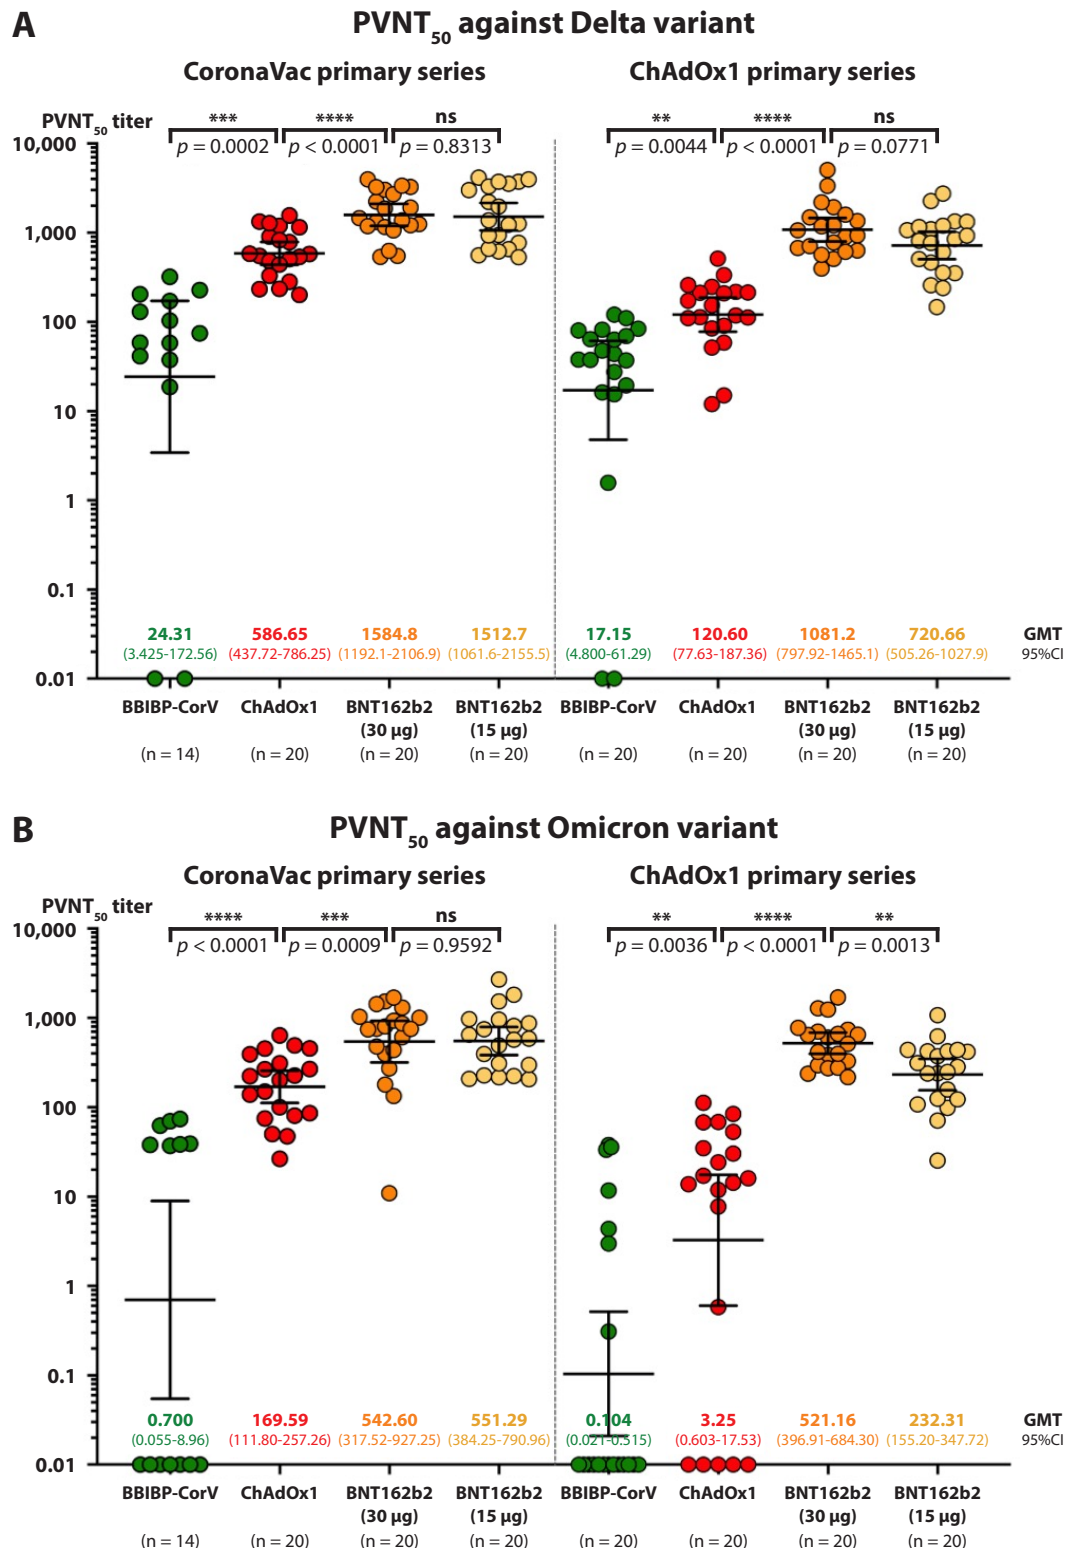 A
PVNT50 against Delta variant
CoronaVac primary series
ChAdOx1 primary series
PVNT50 titer
*** **** ns ** **** ns
p = 0.0002 p < 0.0001 p = 0.8313 p = 0.0044 p < 0.0001 p = 0.0771
10,000
1,000
100
10
1
0.1
24.31 586.65 1584.8 1512.7 17.15 120.60 1081.2 720.66 GMT
(3.425-172.56) (437.72-786.25) (1192.1-2106.9) (1061.6-2155.5) (4.800-61.29) (77.63-187.36) (797.92-1465.1) (505.26-1027.9) 95%CI
0.01
BBIBP-CorV ChAdOx1 BNT162b2 BNT162b2 BBIBP-CorV ChAdOx1 BNT162b2 BNT162b2
(30 µg) (15 µg) (30 µg) (15 µg)
(n = 14) (n = 20) (n = 20) (n = 20) (n = 20) (n = 20) (n = 20) (n = 20)
B
PVNT50 against Omicron variant
CoronaVac primary series
ChAdOx1 primary series
PVNT50 titer
**** *** ns ** **** **
p < 0.0001 p = 0.0009 p = 0.9592 p = 0.0036 p < 0.0001 p = 0.0013
10,000
1,000
100
10
1
0.1
0.700 169.59 542.60 551.29 0.104 3.25 521.16 232.31 GMT
(0.055-8.96) (111.80-257.26) (317.52-927.25) (384.25-790.96) (0.021-0.515) (0.603-17.53) (396.91-684.30) (155.20-347.72) 95%CI
0.01
BBIBP-CorV ChAdOx1 BNT162b2 BNT162b2 BBIBP-CorV ChAdOx1 BNT162b2 BNT162b2
(30 µg) (15 µg) (30 µg) (15 µg)
(n = 14) (n = 20) (n = 20) (n = 20) (n = 20) (n = 20) (n = 20) (n = 20)